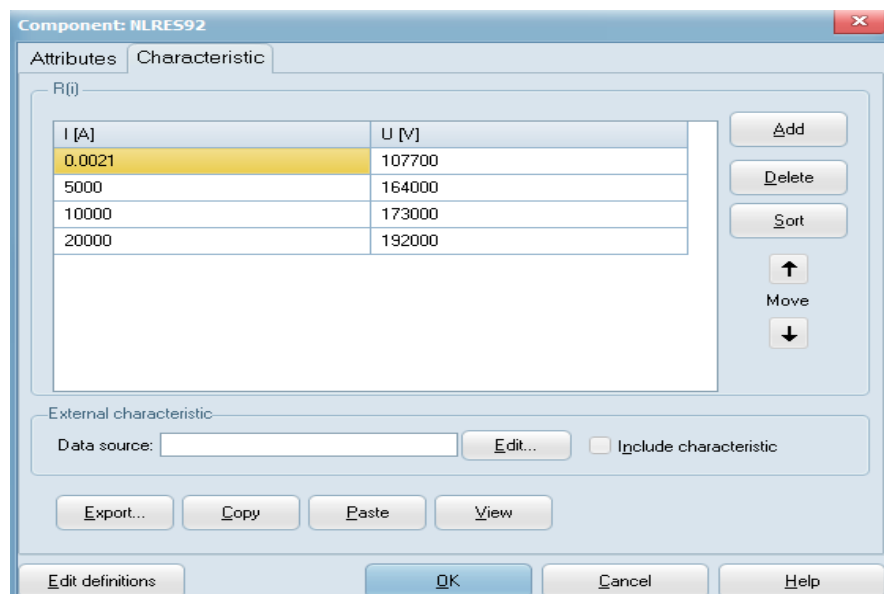 Component: NLRES92
Attributes Characteristic
R(i)
I [A] U [V]
0.0021 107700
5000 164000
10000 173000
20000 192000
Add
Delete
Sort
Move
External characteristic
Data source: Edit... Include characteristic
Export... Copy Paste View
Edit definitions OK Cancel Help